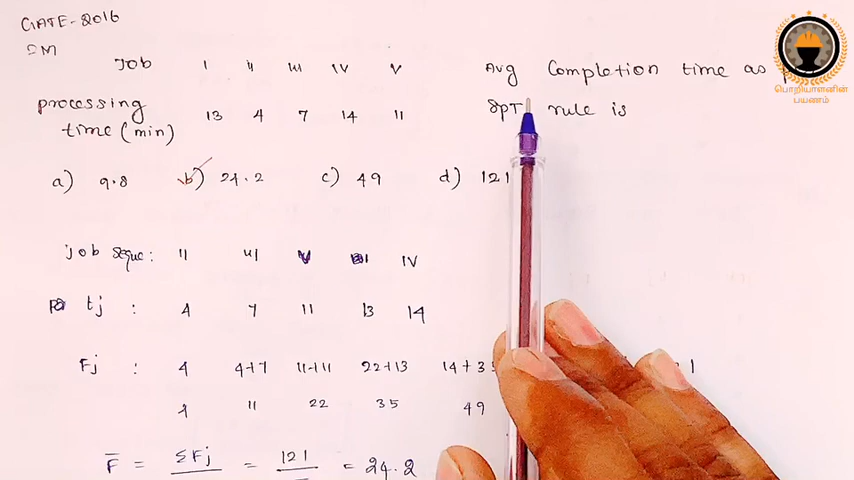 GATE-2016
Job I II III IV V
Avg Completion time as
processing time (min) 13 4 7 14 11
SPT rule is
a) 9.8 b) 24.2 c) 49 d) 121
job seque: II III V I IV
tj : 4 7 11 13 14
Fj : 4 4+7 11+11 22+13 14+35
4 11 22 35 49
F̄ = ΣFj = 121 = 24.2
பொறியாளனின்
பயணம்